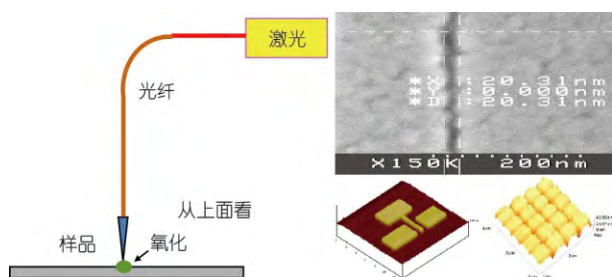 激光
光纤
从上面看
样品
氧化
*X :20.31nm
*Y :0.000nm
*D :20.31nm
X150K 200nm